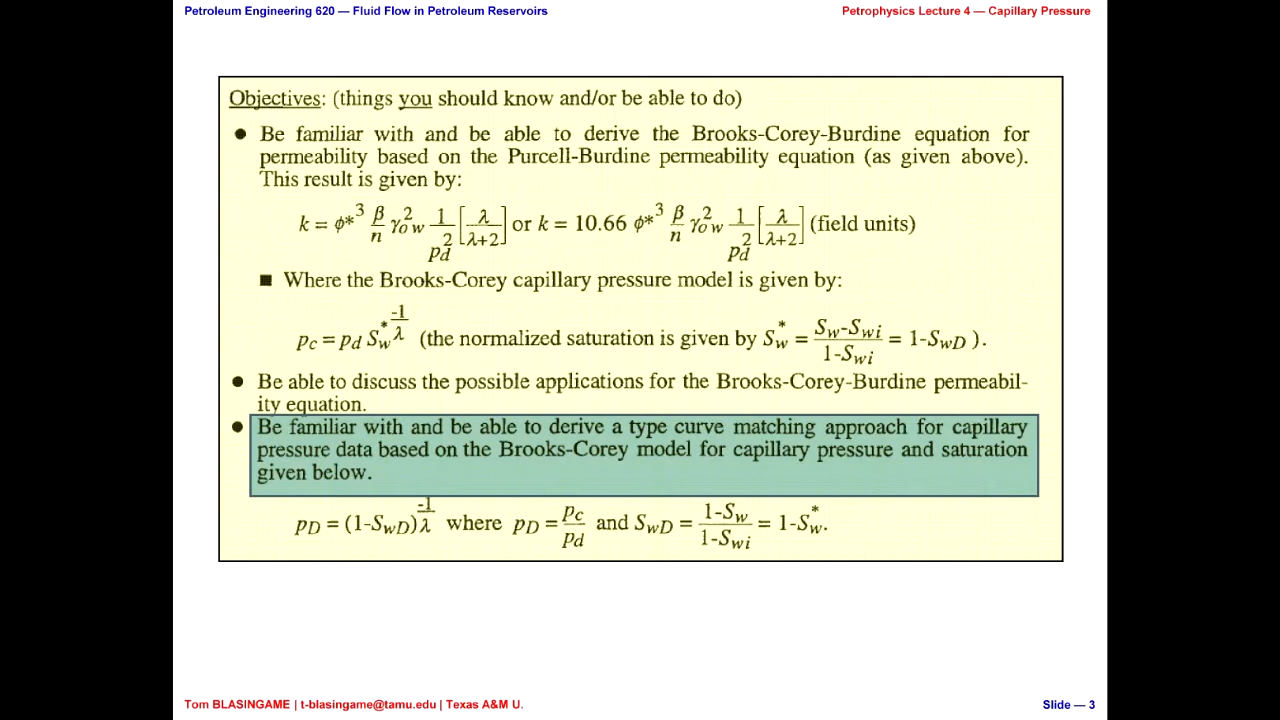 Petroleum Engineering 620 — Fluid Flow in Petroleum Reservoirs
Petrophysics Lecture 4 — Capillary Pressure
Objectives: (things you should know and/or be able to do)
● Be familiar with and be able to derive the Brooks-Corey-Burdine equation for
permeability based on the Purcell-Burdine permeability equation (as given above).
This result is given by:
k = ϕ*³ β/n γ²ow 1/p²d [λ/λ+2] or k = 10.66 ϕ*³ β/n γ²ow 1/p²d [λ/λ+2] (field units)
■ Where the Brooks-Corey capillary pressure model is given by:
pc = pd Sw*^(-1/λ) (the normalized saturation is given by Sw* = Sw-Swi/1-Swi = 1-SwD ).
● Be able to discuss the possible applications for the Brooks-Corey-Burdine permeabil-
ity equation.
● Be familiar with and be able to derive a type curve matching approach for capillary
pressure data based on the Brooks-Corey model for capillary pressure and saturation
given below.
pD = (1-SwD)^(-1/λ) where pD = pc/pd and SwD = 1-Sw/1-Swi = 1-Sw*.
Tom BLASINGAME | t-blasingame@tamu.edu | Texas A&M U.
Slide — 3